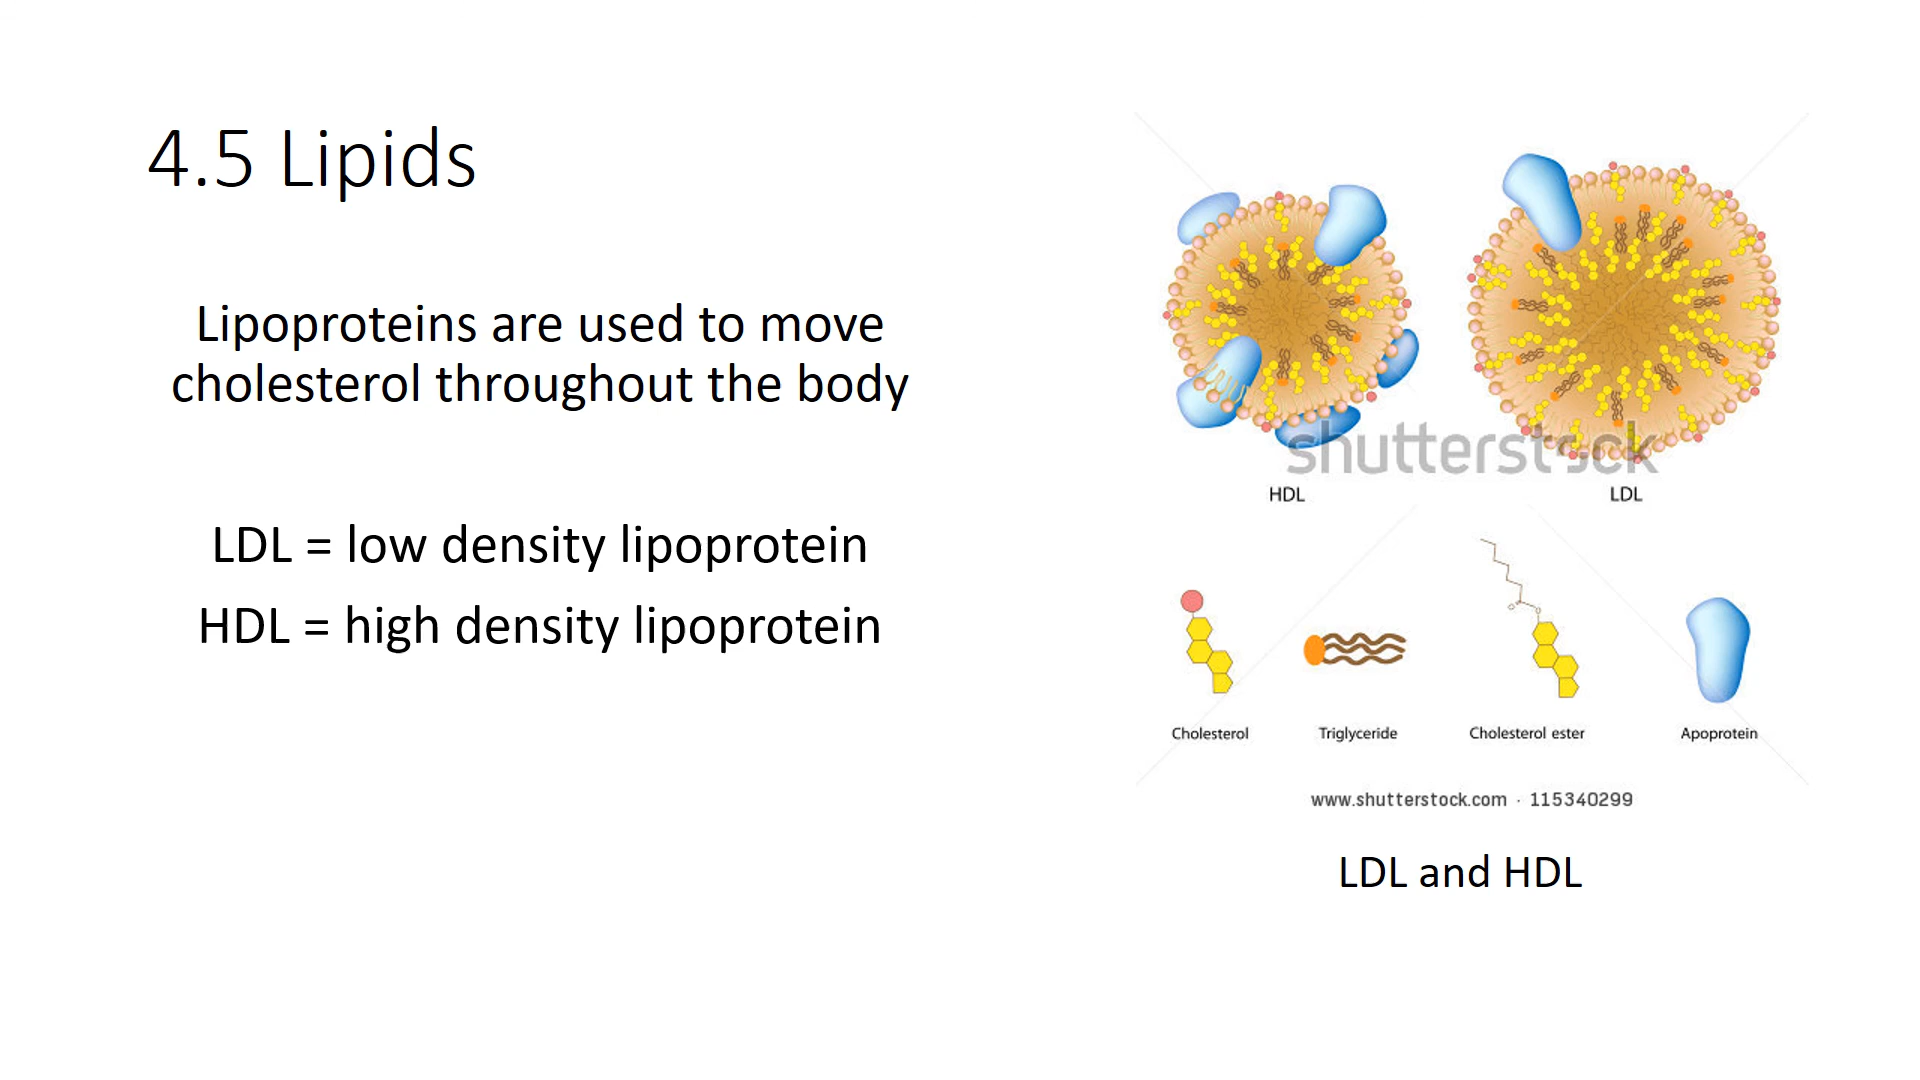 4.5 Lipids
Lipoproteins are used to move
cholesterol throughout the body
LDL = low density lipoprotein
HDL = high density lipoprotein
shutterstock
HDL
LDL
Cholesterol
Triglyceride
Cholesterol ester
Apoprotein
www.shutterstock.com · 115340299
LDL and HDL